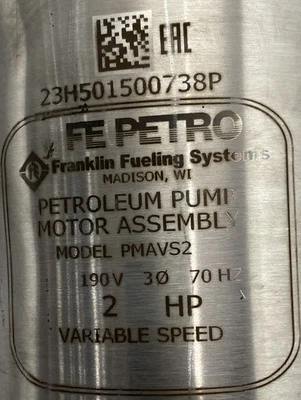 EAC
23H501500738P
FE PETRO
Franklin Fueling Systems
MADISON, WI
PETROLEUM PUMP
MOTOR ASSEMBLY
MODEL PMAVS2
190V 3Ø 70 HZ
2 HP
VARIABLE SPEED